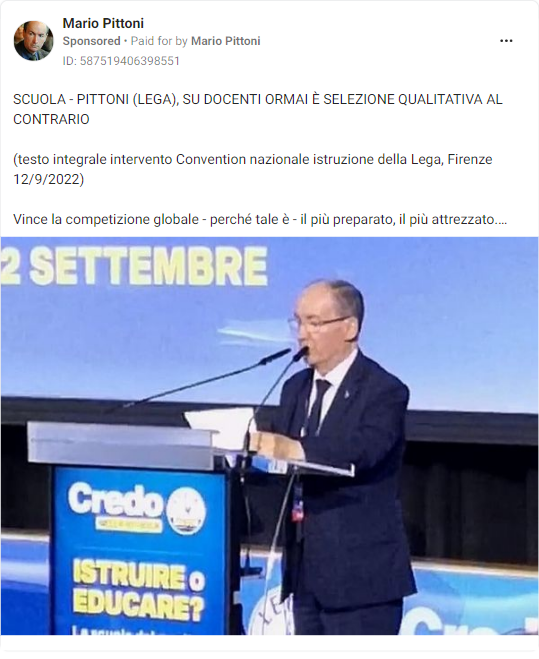 Mario Pittoni
Sponsored • Paid for by Mario Pittoni
ID: 587519406398551
SCUOLA - PITTONI (LEGA), SU DOCENTI ORMAI È SELEZIONE QUALITATIVA AL
CONTRARIO
(testo integrale intervento Convention nazionale istruzione della Lega, Firenze
12/9/2022)
Vince la competizione globale - perché tale è - il più preparato, il più attrezzato....
2 SETTEMBRE
Credo
ISTRUIRE O
EDUCARE?
Credo